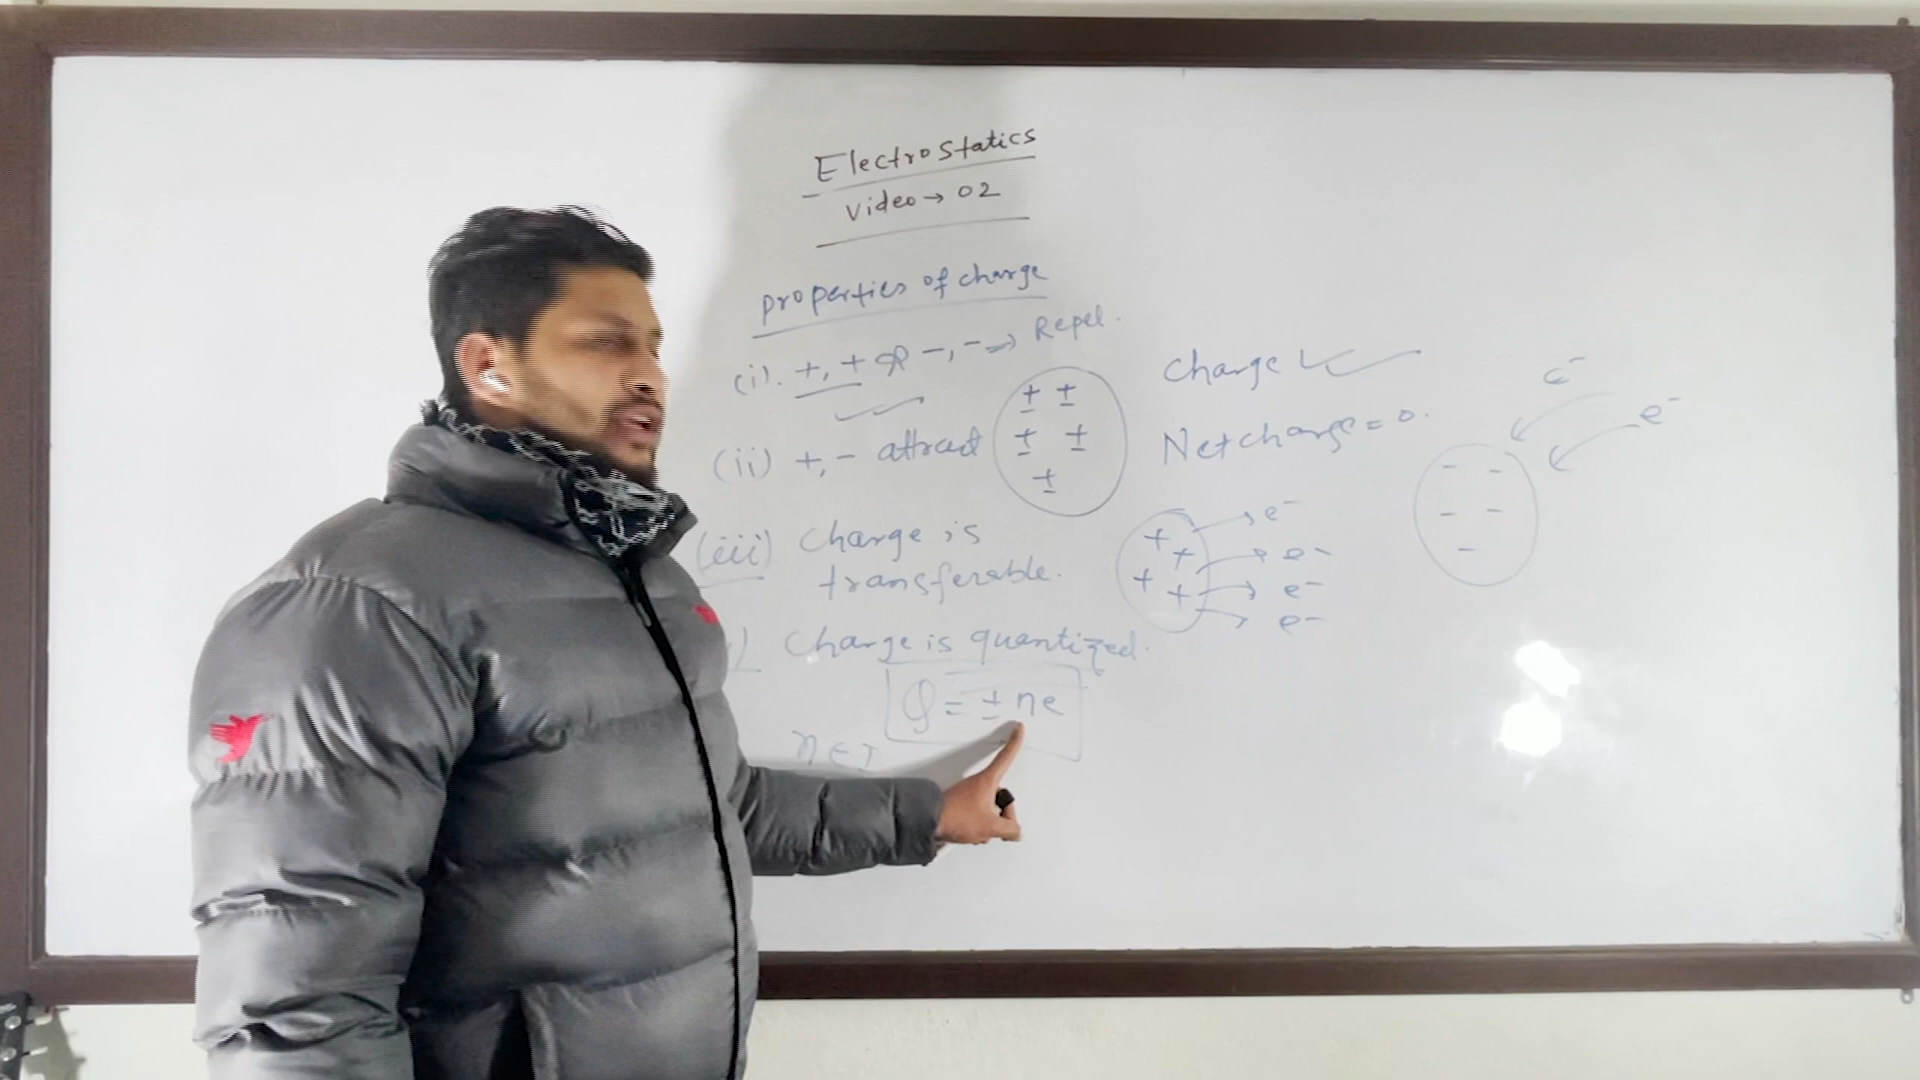 Electrostatics
Video → 02
properties of charge
(i). +, + OR -, - ⇒ Repel.
(ii) +, - attract
± ±
± ±
±
Charge ✓
Net charge = 0.
(iii) Charge is
transferable.
+ + + +
e⁻
e⁻
e⁻
e⁻
e⁻
e⁻
- -
- -
-
) Charge is quantized.
Q = ± ne
n ∈ I